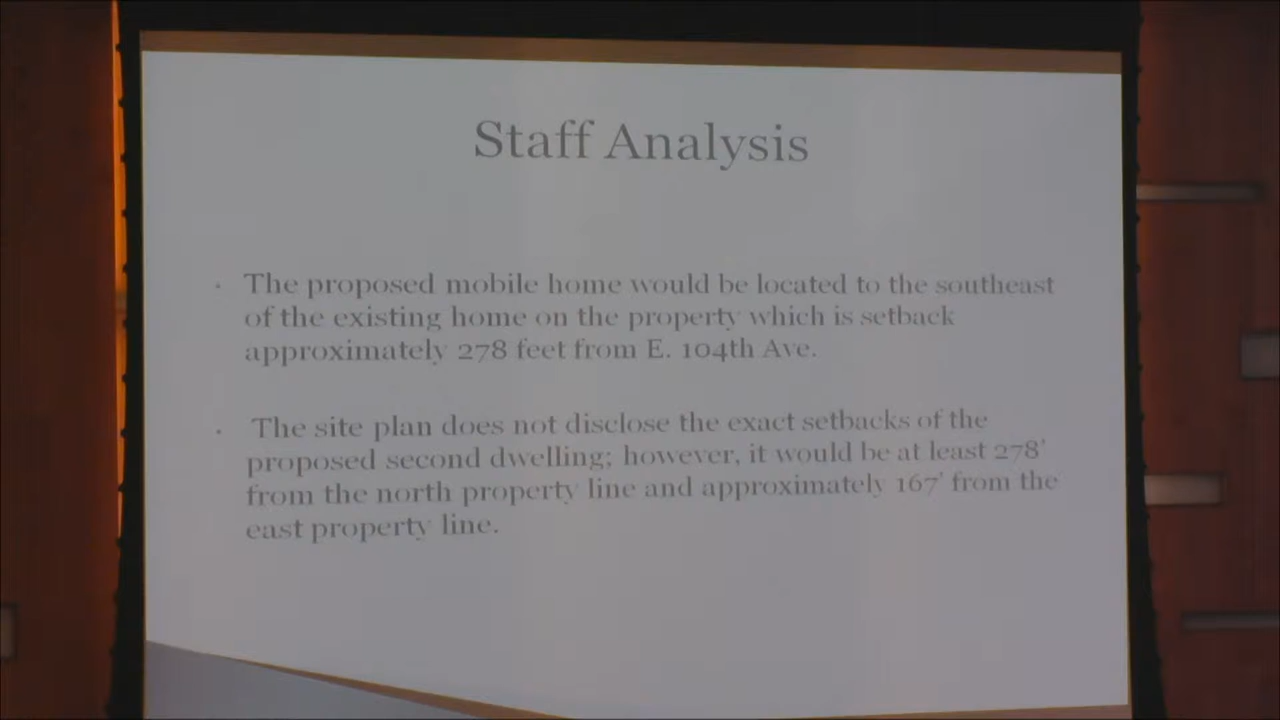 Staff Analysis
· The proposed mobile home would be located to the southeast
of the existing home on the property which is setback
approximately 278 feet from E. 104th Ave.
· The site plan does not disclose the exact setbacks of the
proposed second dwelling; however, it would be at least 278'
from the north property line and approximately 167' from the
east property line.